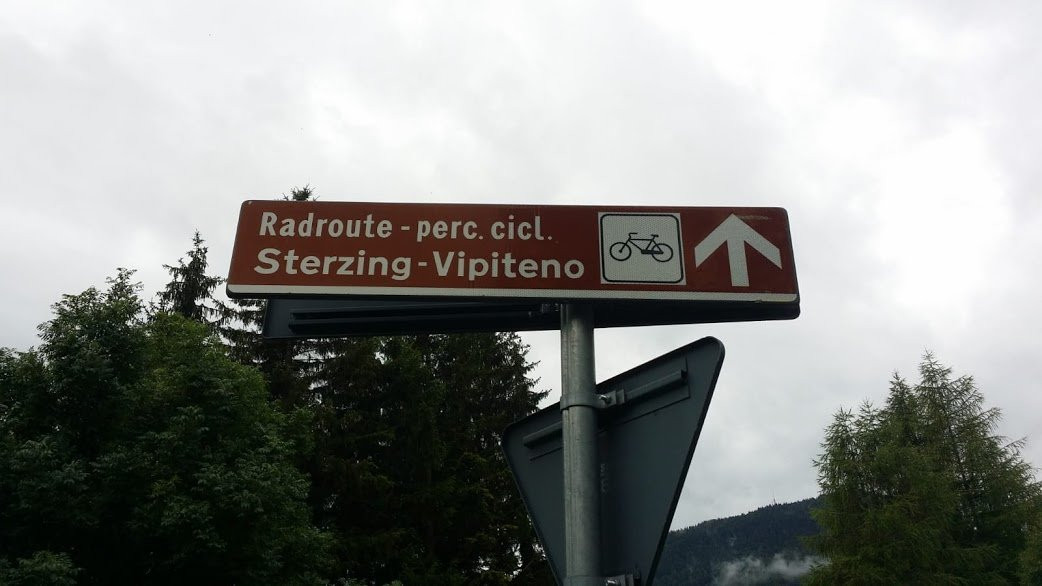 Radroute - perc. cicl.
Sterzing - Vipiteno